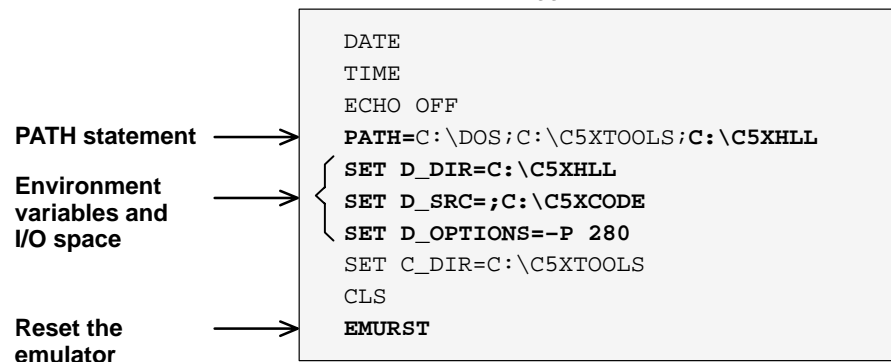 DATE
TIME
ECHO OFF
PATH statement
PATH=C:\DOS;C:\C5XTOOLS;C:\C5XHLL
Environment
variables and
I/O space
SET D_DIR=C:\C5XHLL
SET D_SRC=;C:\C5XCODE
SET D_OPTIONS=–P 280
SET C_DIR=C:\C5XTOOLS
CLS
Reset the
emulator
EMURST